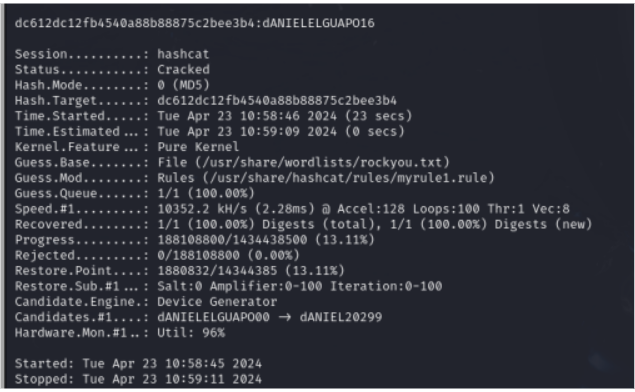 dc612dc12fb4540a88b88875c2bee3b4:dANIELELGUAPO16
Session..........: hashcat
Status...........: Cracked
Hash.Mode........: 0 (MD5)
Hash.Target......: dc612dc12fb4540a88b88875c2bee3b4
Time.Started.....: Tue Apr 23 10:58:46 2024 (23 secs)
Time.Estimated...: Tue Apr 23 10:59:09 2024 (0 secs)
Kernel.Feature...: Pure Kernel
Guess.Base.......: File (/usr/share/wordlists/rockyou.txt)
Guess.Mod........: Rules (/usr/share/hashcat/rules/myrule1.rule)
Guess.Queue......: 1/1 (100.00%)
Speed.#1.........: 10352.2 kH/s (2.28ms) @ Accel:128 Loops:100 Thr:1 Vec:8
Recovered........: 1/1 (100.00%) Digests (total), 1/1 (100.00%) Digests (new)
Progress.........: 188108800/1434438500 (13.11%)
Rejected.........: 0/188108800 (0.00%)
Restore.Point....: 1880832/14344385 (13.11%)
Restore.Sub.#1...: Salt:0 Amplifier:0-100 Iteration:0-100
Candidate.Engine.: Device Generator
Candidates.#1....: dANIELELGUAPO00 → dANIEL20299
Hardware.Mon.#1..: Util: 96%
Started: Tue Apr 23 10:58:45 2024
Stopped: Tue Apr 23 10:59:11 2024